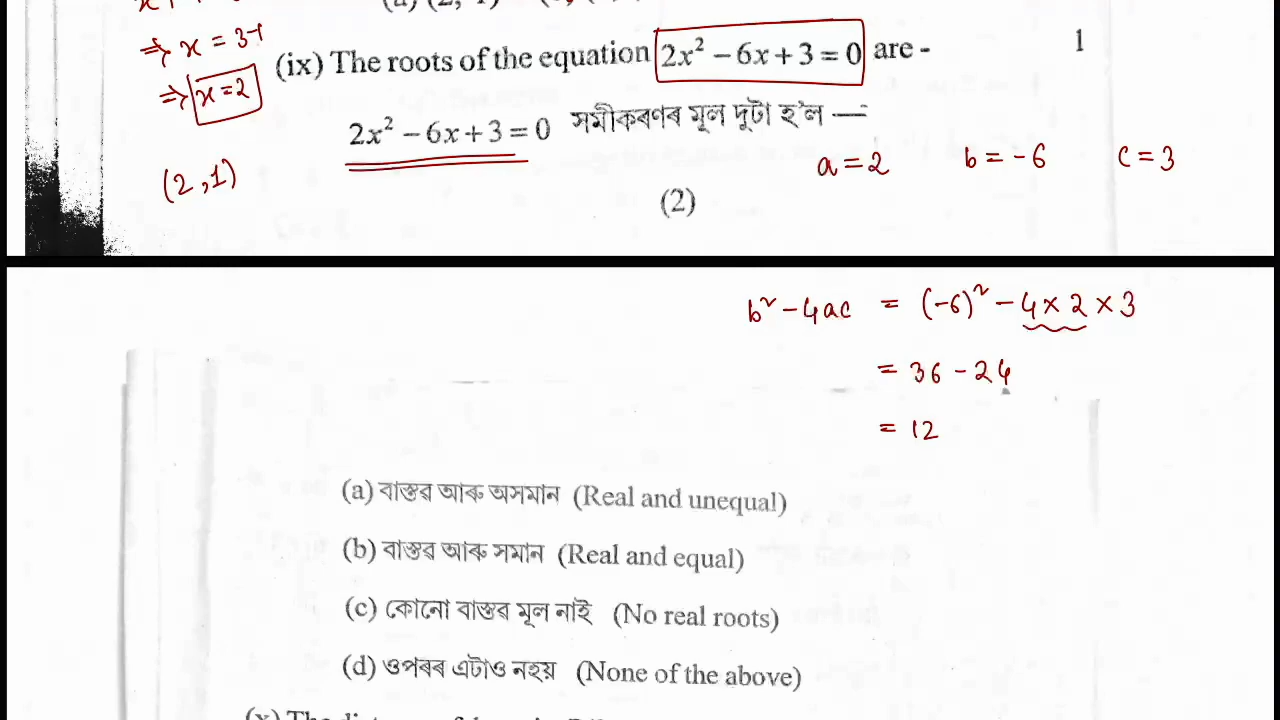 ⇒ x = 3-1
(ix) The roots of the equation 2x² − 6x + 3 = 0 are - 1
⇒ x = 2
2x² − 6x + 3 = 0 সমীকৰণৰ মূল দুটা হ'ল —
a = 2 b = -6 c = 3
(2,1)
(2)
b² - 4ac = (-6)² - 4 × 2 × 3
= 36 - 24
= 12
(a) বাস্তৱ আৰু অসমান (Real and unequal)
(b) বাস্তৱ আৰু সমান (Real and equal)
(c) কোনো বাস্তৱ মূল নাই (No real roots)
(d) ওপৰৰ এটাও নহয় (None of the above)